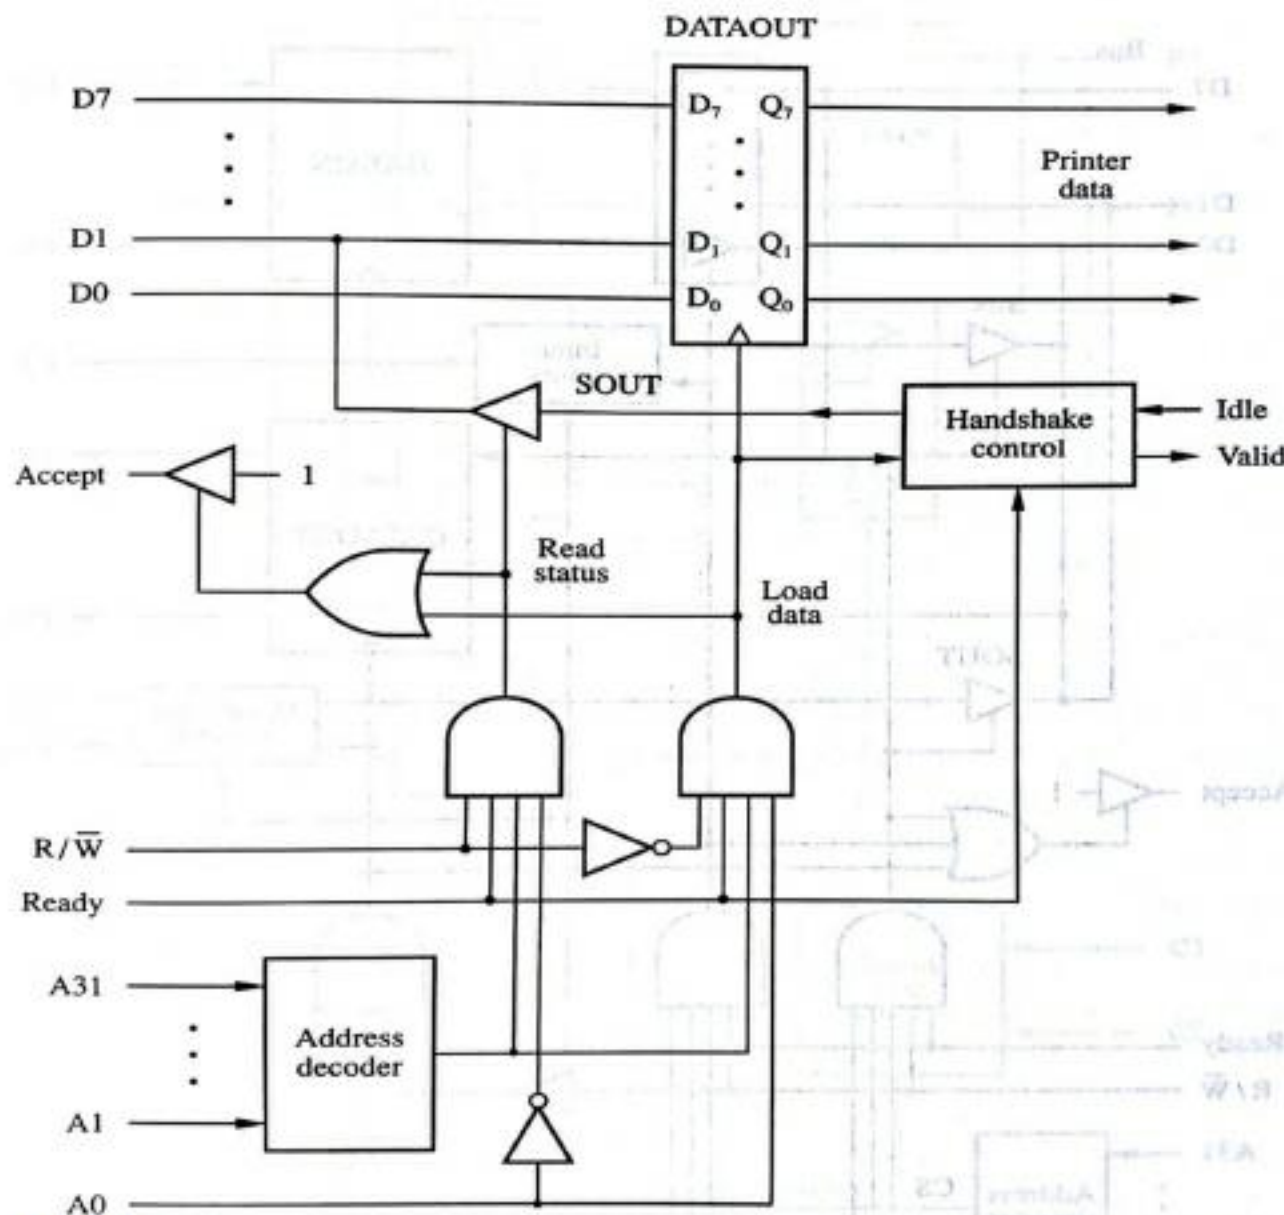 DATAOUT
D7
D₇ Q₇
Printer
data
D1
D₁ Q₁
D0
D₀ Q₀
SOUT
Handshake
control
Idle
Valid
Accept
1
Read
status
Load
data
R/W̅
Ready
A31
Address
decoder
A1
A0